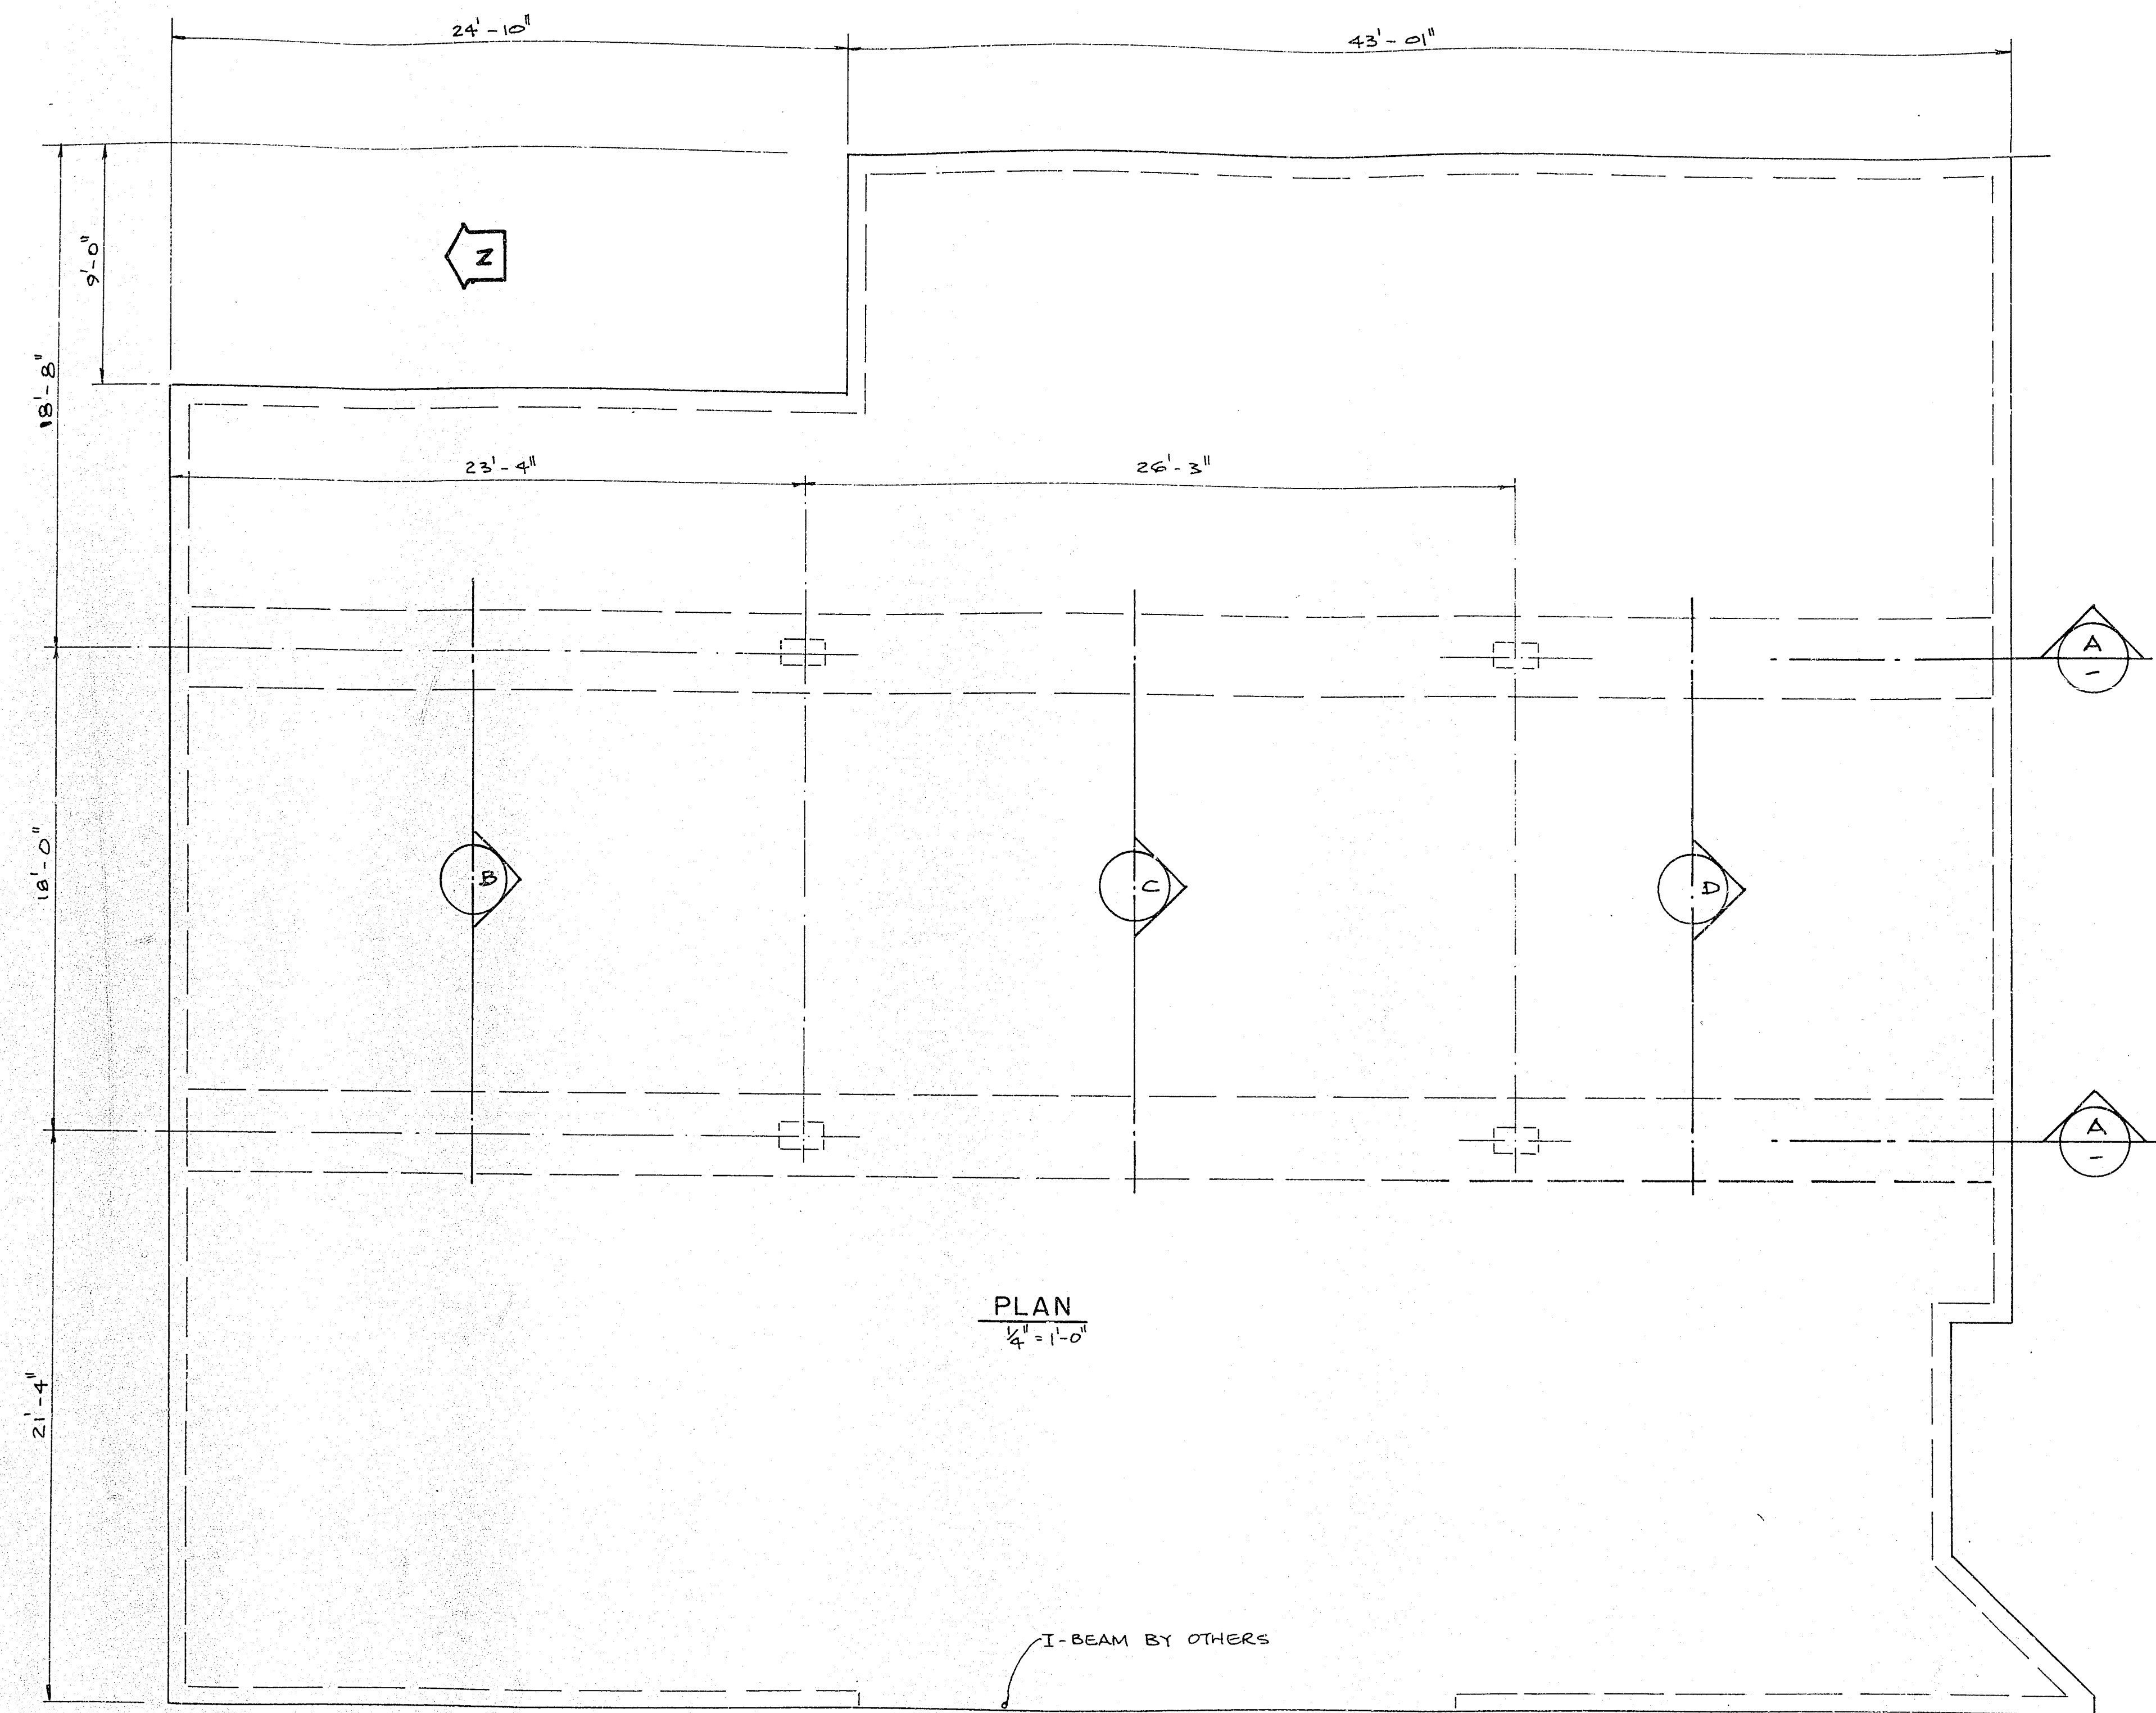 24'-10"
43'-01"
9'-0"
N
18'-8"
23'-4"
26'-3"
A
-
18'-0"
B
C
D
A
-
PLAN
1/4" = 1'-0"
21'-4"
I-BEAM BY OTHERS